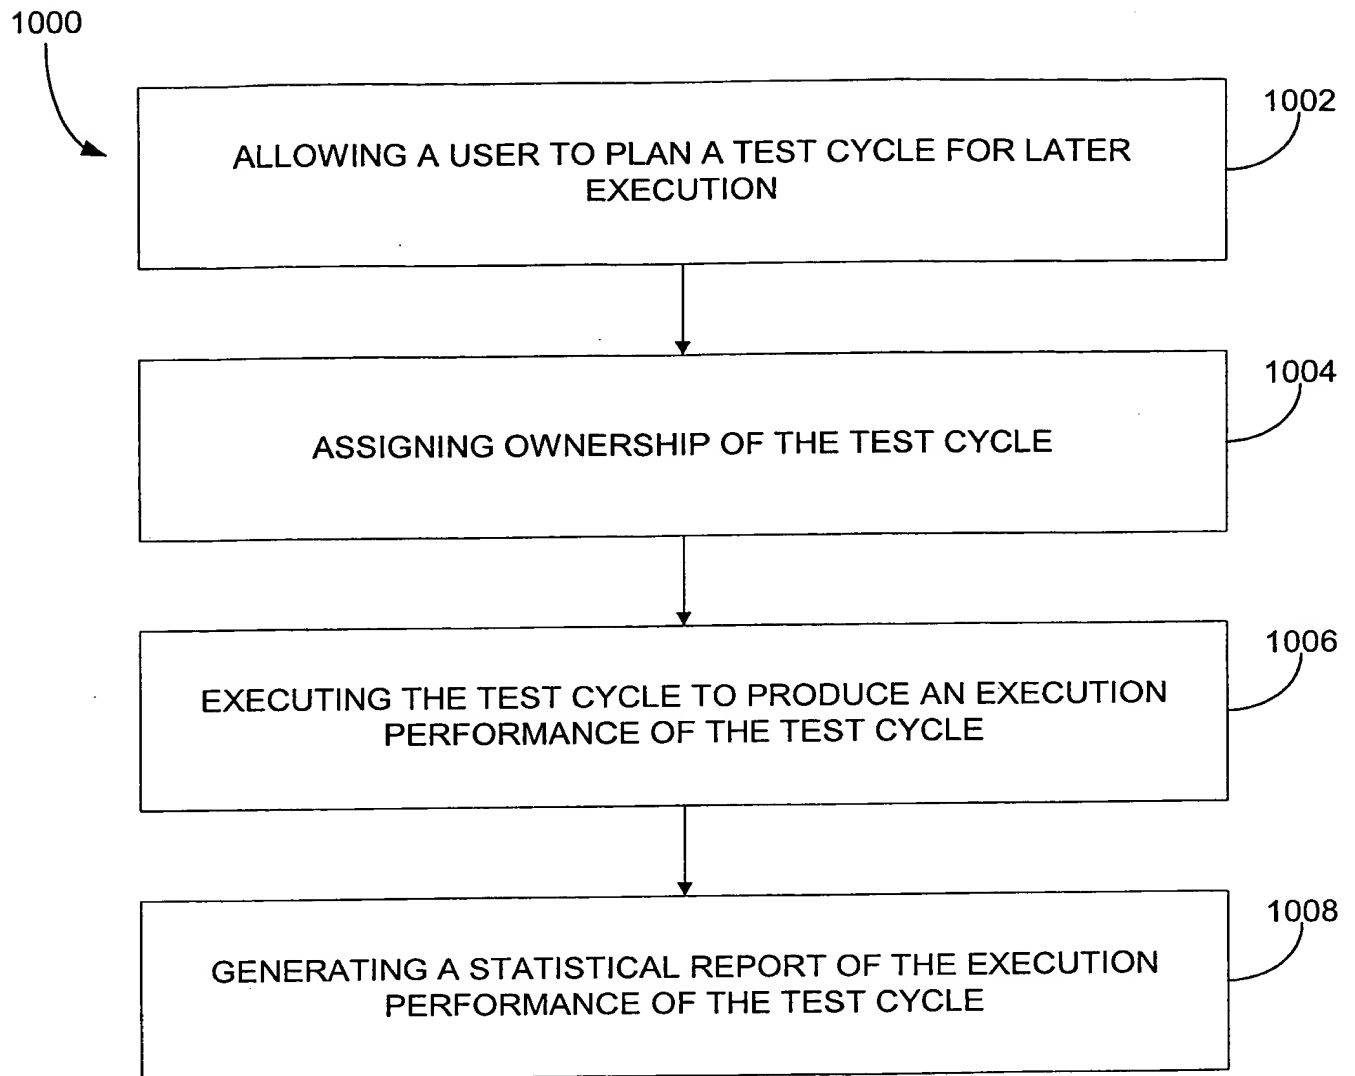 1000
1002
ALLOWING A USER TO PLAN A TEST CYCLE FOR LATER
EXECUTION
1004
ASSIGNING OWNERSHIP OF THE TEST CYCLE
1006
EXECUTING THE TEST CYCLE TO PRODUCE AN EXECUTION
PERFORMANCE OF THE TEST CYCLE
1008
GENERATING A STATISTICAL REPORT OF THE EXECUTION
PERFORMANCE OF THE TEST CYCLE